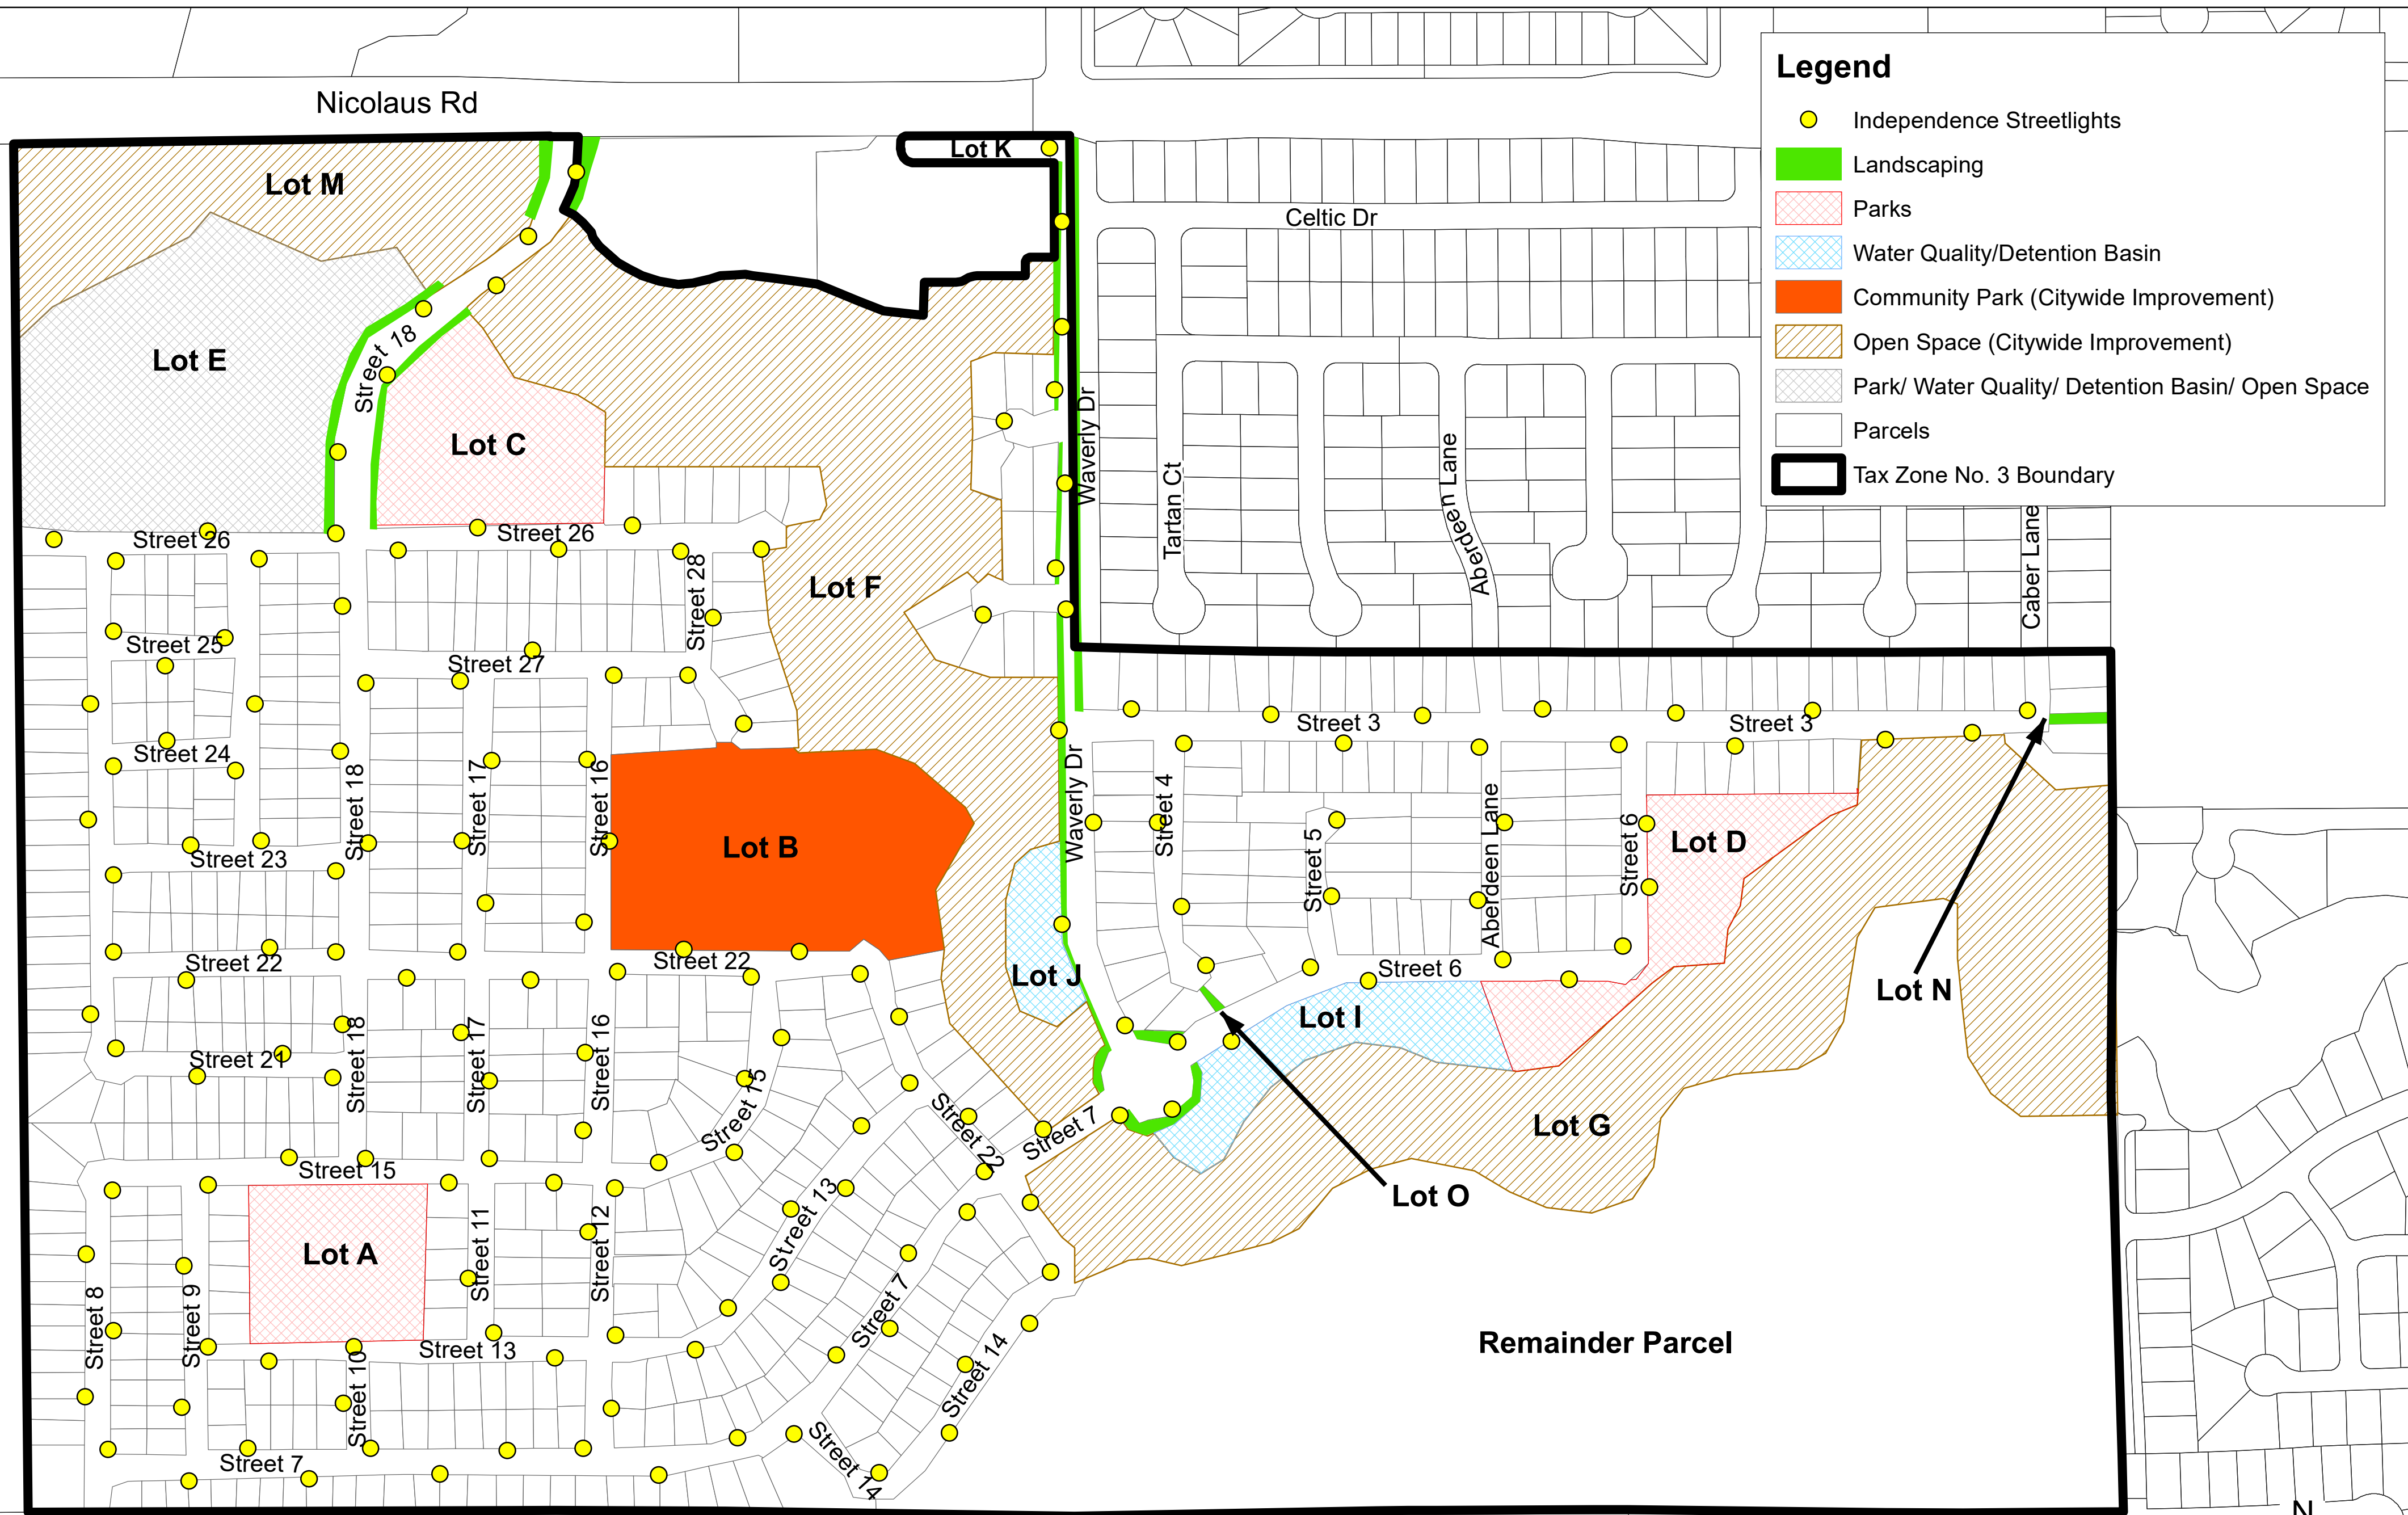 Legend
Independence Streetlights
Landscaping
Parks
Water Quality/Detention Basin
Community Park (Citywide Improvement)
Open Space (Citywide Improvement)
Park/ Water Quality/ Detention Basin/ Open Space
Parcels
Tax Zone No. 3 Boundary
Nicolaus Rd
Lot K
Lot M
Celtic Dr
Lot E
Street 18
Lot C
Waverly Dr
Tartan Ct
Aberdeen Lane
Caber Lane
Street 26
Street 26
Lot F
Street 28
Street 25
Street 27
Street 3
Street 3
Street 24
Street 18
Street 17
Street 16
Waverly Dr
Street 4
Street 5
Aberdeen Lane
Street 6
Lot D
Lot B
Street 23
Street 22
Street 22
Lot J
Street 6
Lot N
Lot I
Street 21
Street 18
Street 17
Street 16
Street 15
Street 22
Street 7
Lot G
Street 15
Lot O
Lot A
Street 11
Street 12
Street 13
Street 8
Street 9
Street 7
Street 13
Street 10
Street 14
Remainder Parcel
Street 7
Street 14
N